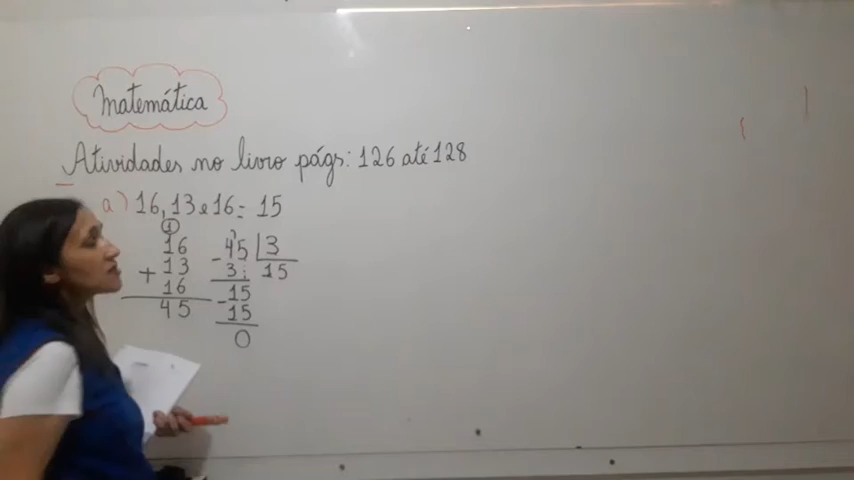 Matemática
Atividades no livro págs: 126 até 128
a) 16, 13 e 16 = 15
1
16
+ 13
16
45
- 45 | 3
3 15
15
- 15
0